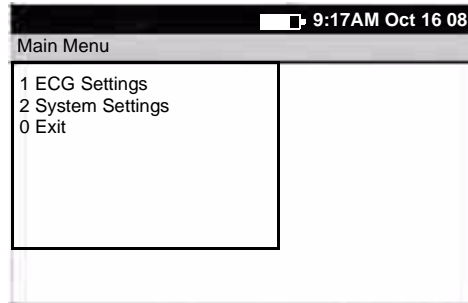 9:17AM Oct 16 08
Main Menu
1 ECG Settings
2 System Settings
0 Exit